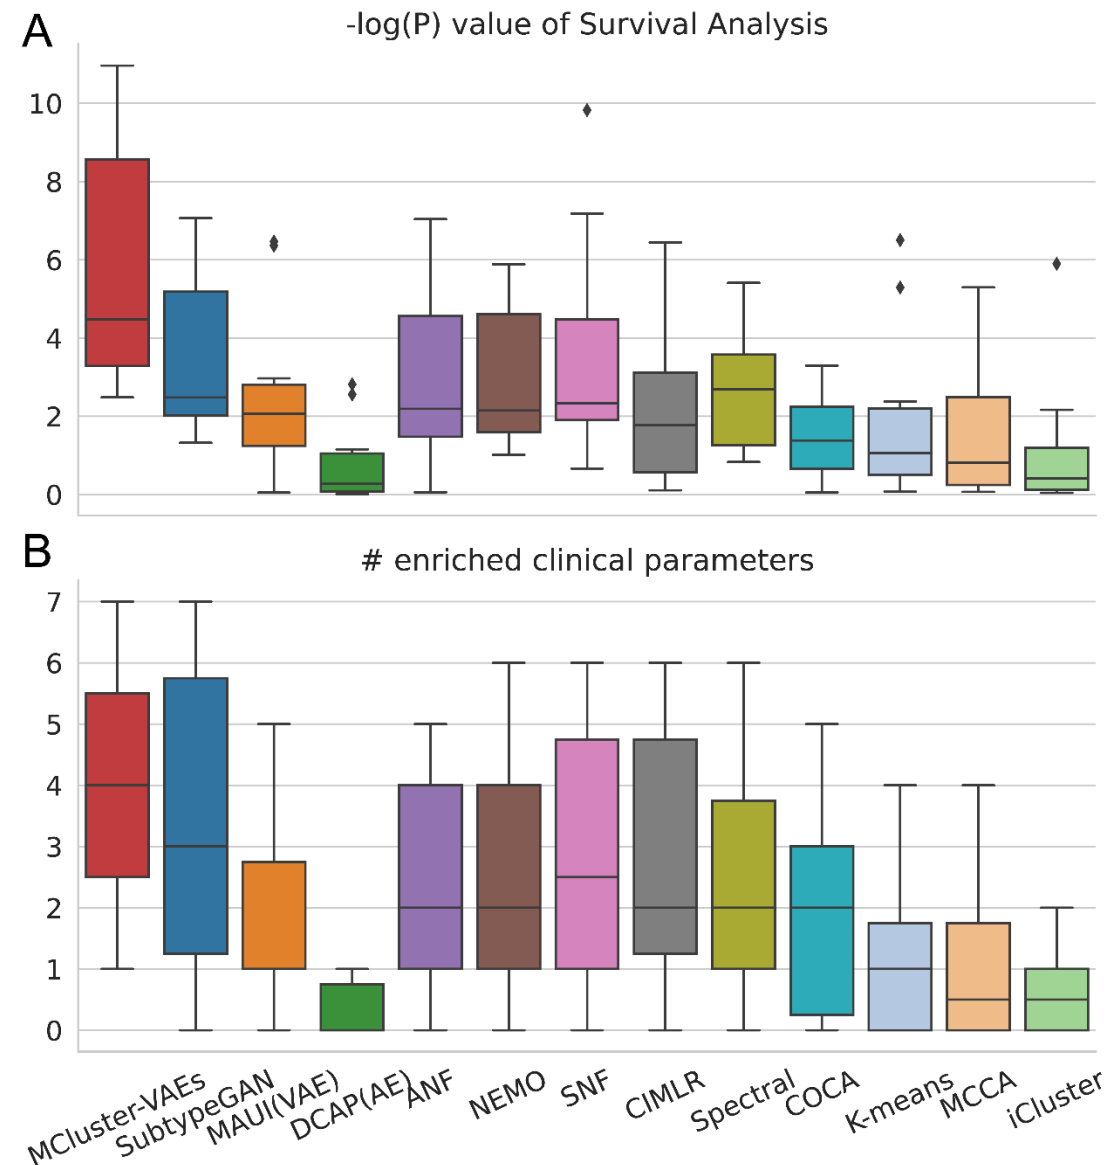 A
-log(P) value of Survival Analysis
10
8
6
4
2
0
B
# enriched clinical parameters
7
6
5
4
3
2
1
0
MCluster-VAEs
SubtypeGAN
MAUI(VAE)
DCAP(AE)
ANF
NEMO
SNF
CIMLR
Spectral
COCA
K-means
MCCA
iCluster